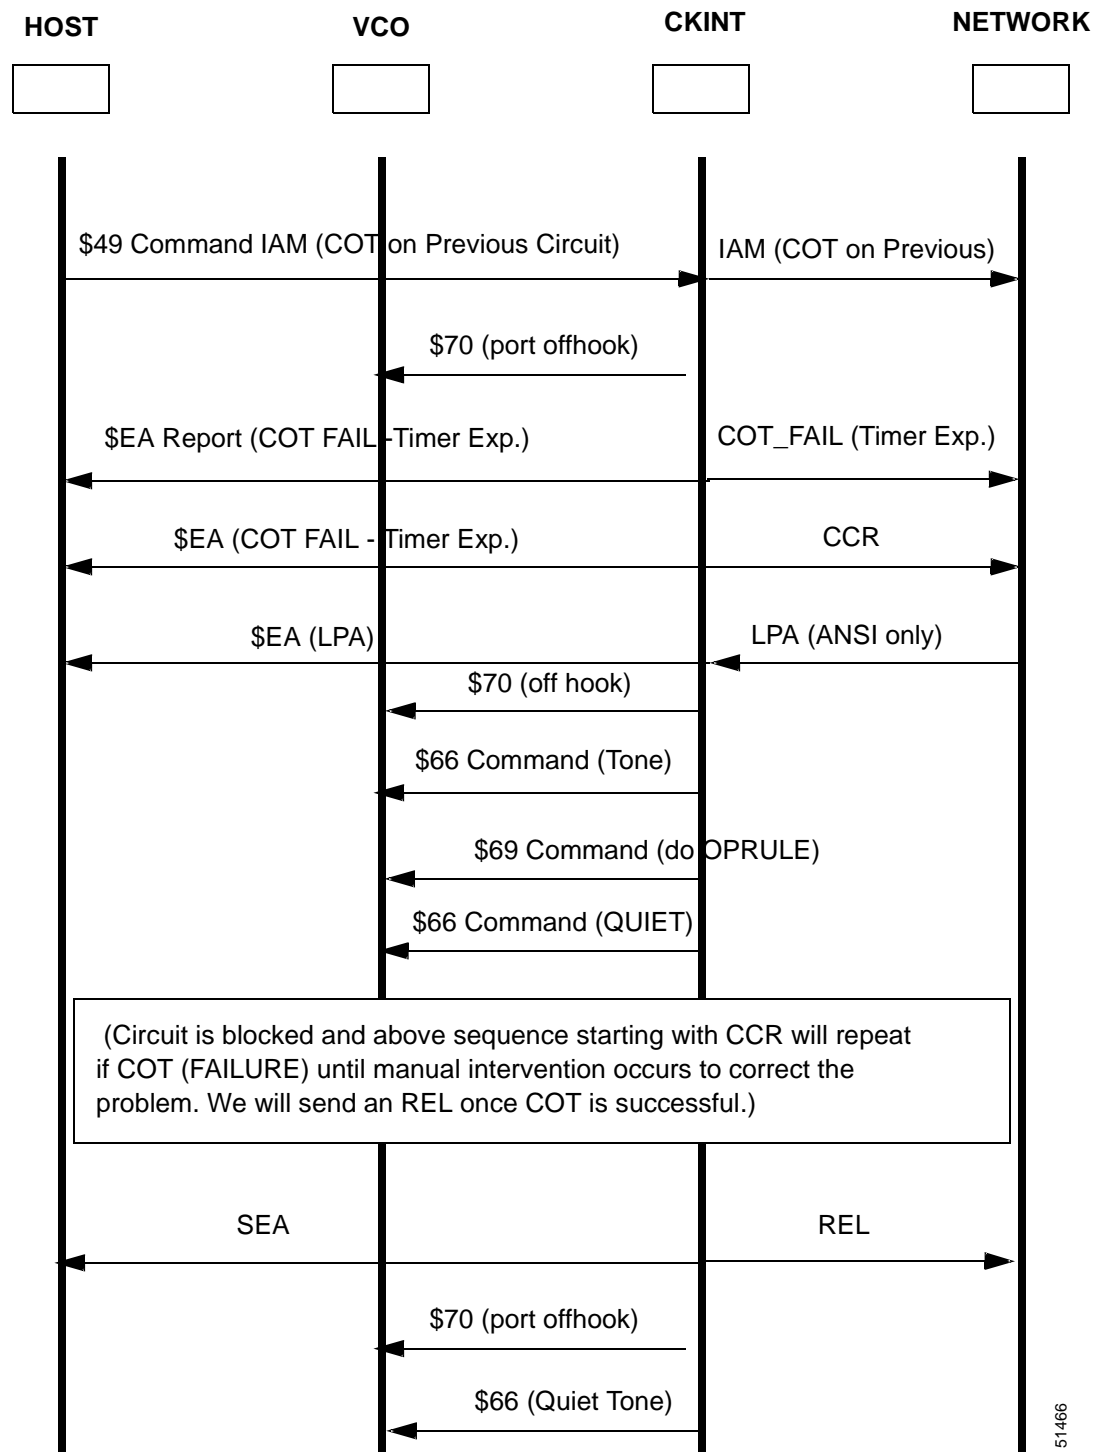 HOST VCO CKINT NETWORK
$49 Command IAM (COT on Previous Circuit) IAM (COT on Previous)
$70 (port offhook)
$EA Report (COT FAIL -Timer Exp.) COT_FAIL (Timer Exp.)
$EA (COT FAIL - Timer Exp.) CCR
$EA (LPA) LPA (ANSI only)
$70 (off hook)
$66 Command (Tone)
$69 Command (do OPRULE)
$66 Command (QUIET)
(Circuit is blocked and above sequence starting with CCR will repeat
if COT (FAILURE) until manual intervention occurs to correct the
problem. We will send an REL once COT is successful.)
SEA REL
$70 (port offhook)
$66 (Quiet Tone)
51466